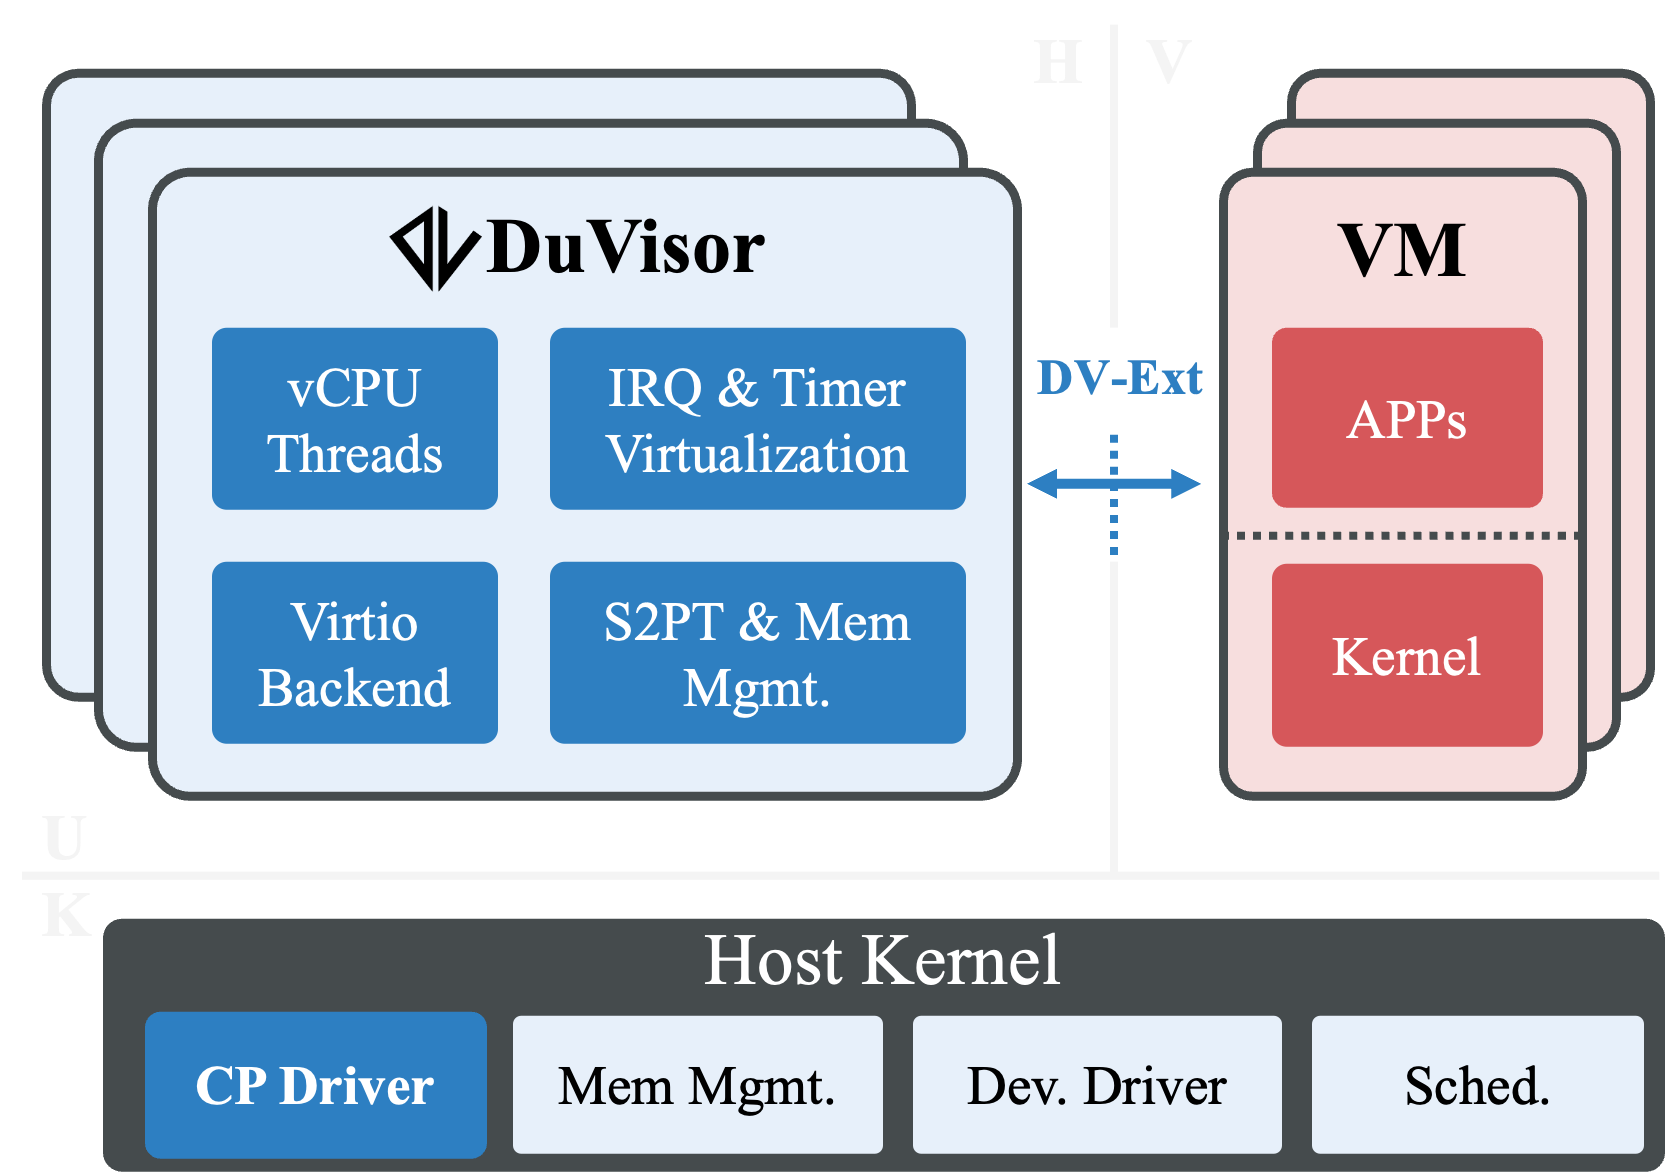 H
V
DuVisor
vCPU
Threads
IRQ & Timer
Virtualization
Virtio
Backend
S2PT & Mem
Mgmt.
DV-Ext
VM
APPs
Kernel
U
K
Host Kernel
CP Driver
Mem Mgmt.
Dev. Driver
Sched.